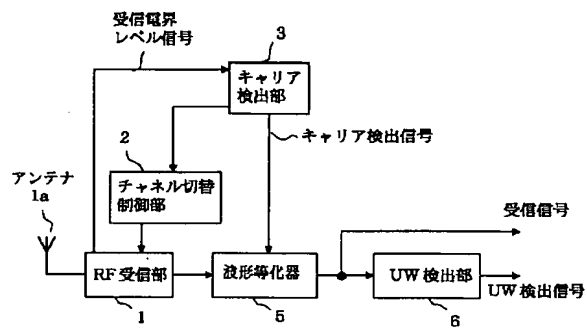 受信電界
レベル信号
3
キャリア
検出部
キャリア検出信号
2
チャネル切替
制御部
アンテナ
1a
受信信号
RF受信部
波形等化器
UW検出部
UW検出信号
1
5
6